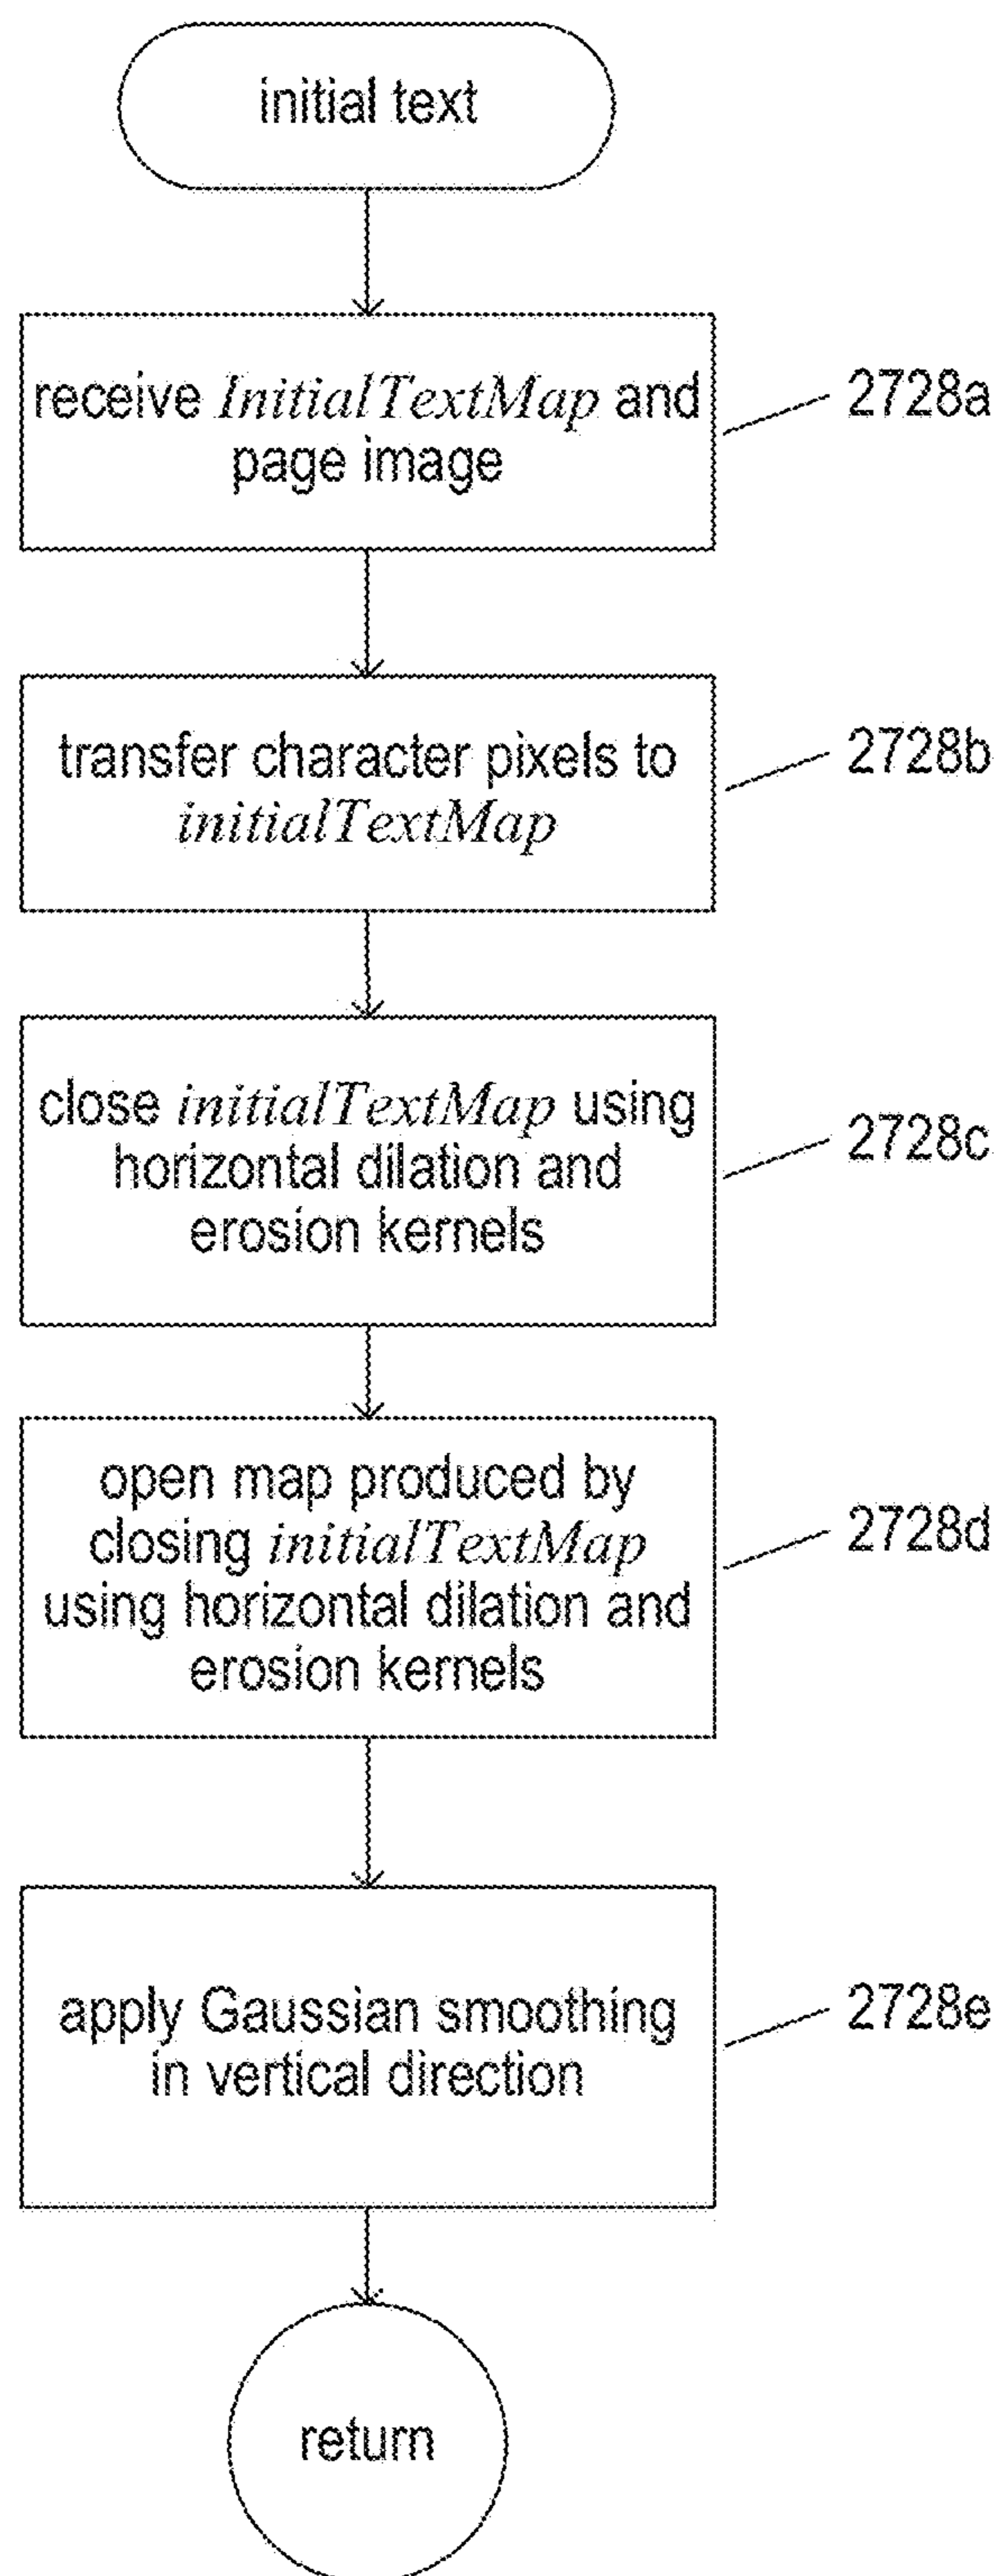 initial text
receive InitialTextMap and
page image
2728a
transfer character pixels to
initialTextMap
2728b
close initialTextMap using
horizontal dilation and
erosion kernels
2728c
open map produced by
closing initialTextMap
using horizontal dilation and
erosion kernels
2728d
apply Gaussian smoothing
in vertical direction
2728e
return